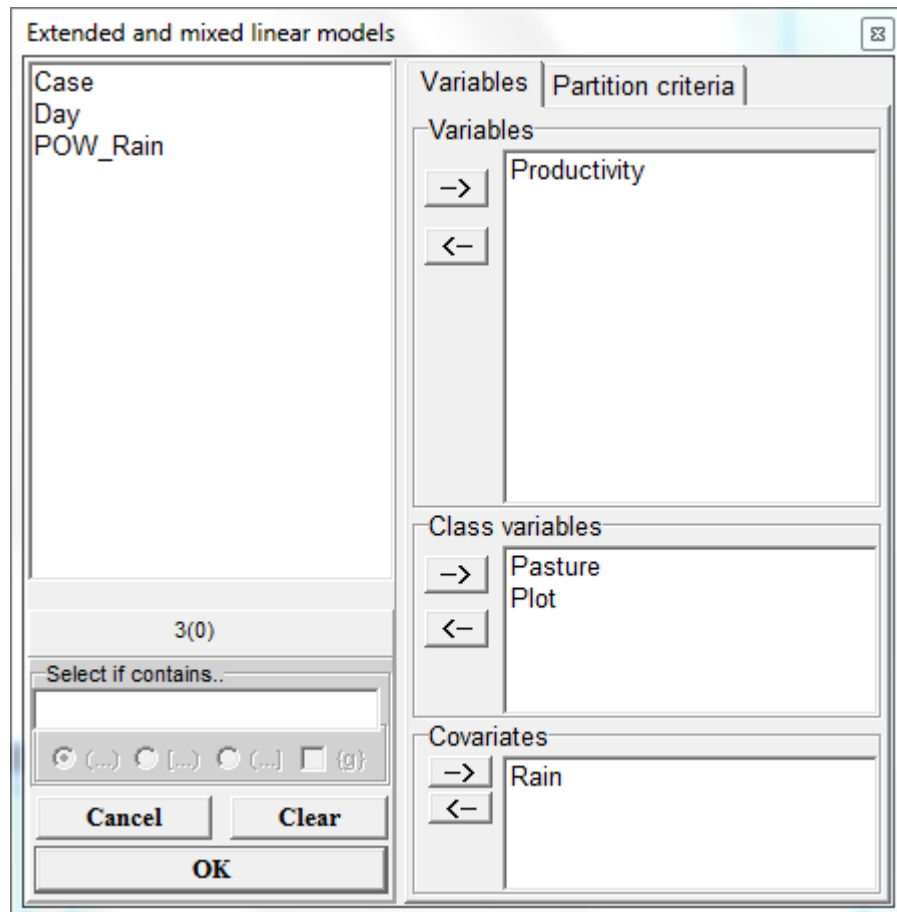 Extended and mixed linear models
Case
Day
POW_Rain
3(0)
Select if contains..
(...) [...) (...] {g}
Cancel Clear
OK
Variables Partition criteria
Variables
-->
Productivity
<--
Class variables
-->
Pasture
Plot
<--
Covariates
-->
Rain
<--